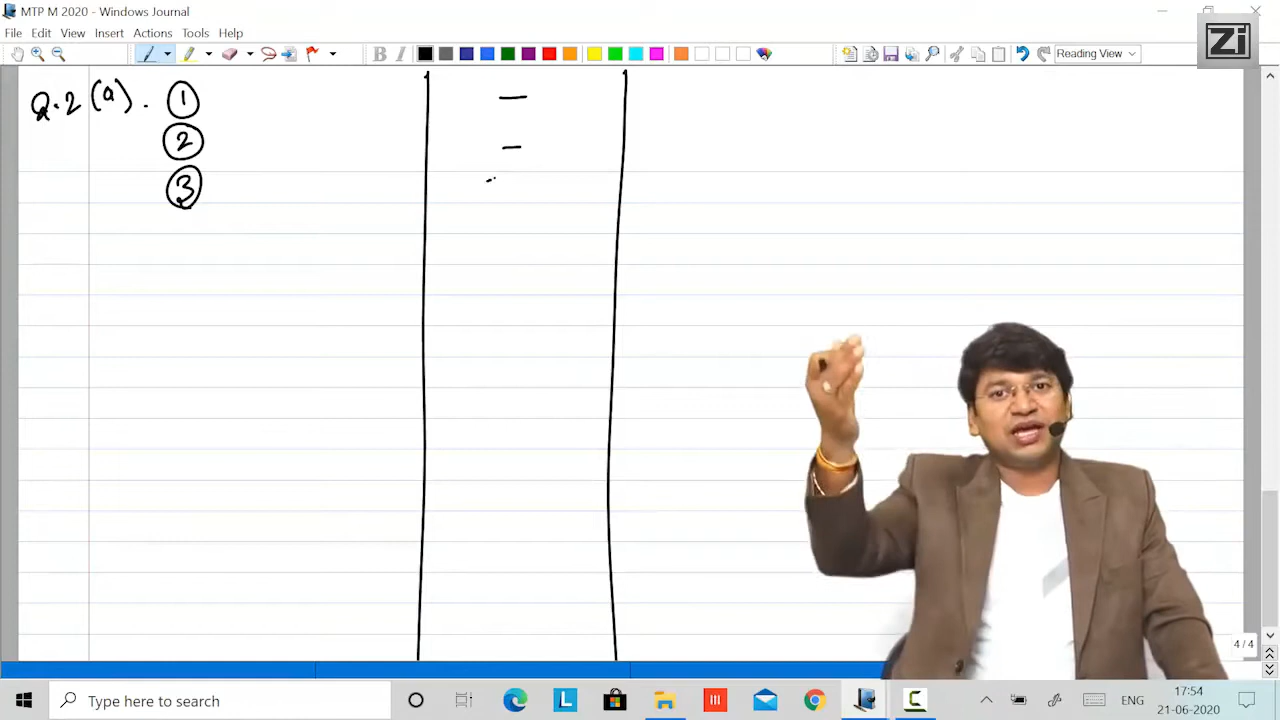 MTP M 2020 - Windows Journal
File Edit View Insert Actions Tools Help
B I
Reading View
Zi
Q.2 (a). 1 —
2 —
3
4 / 4
Type here to search
L
C
ENG
17:54
21-06-2020